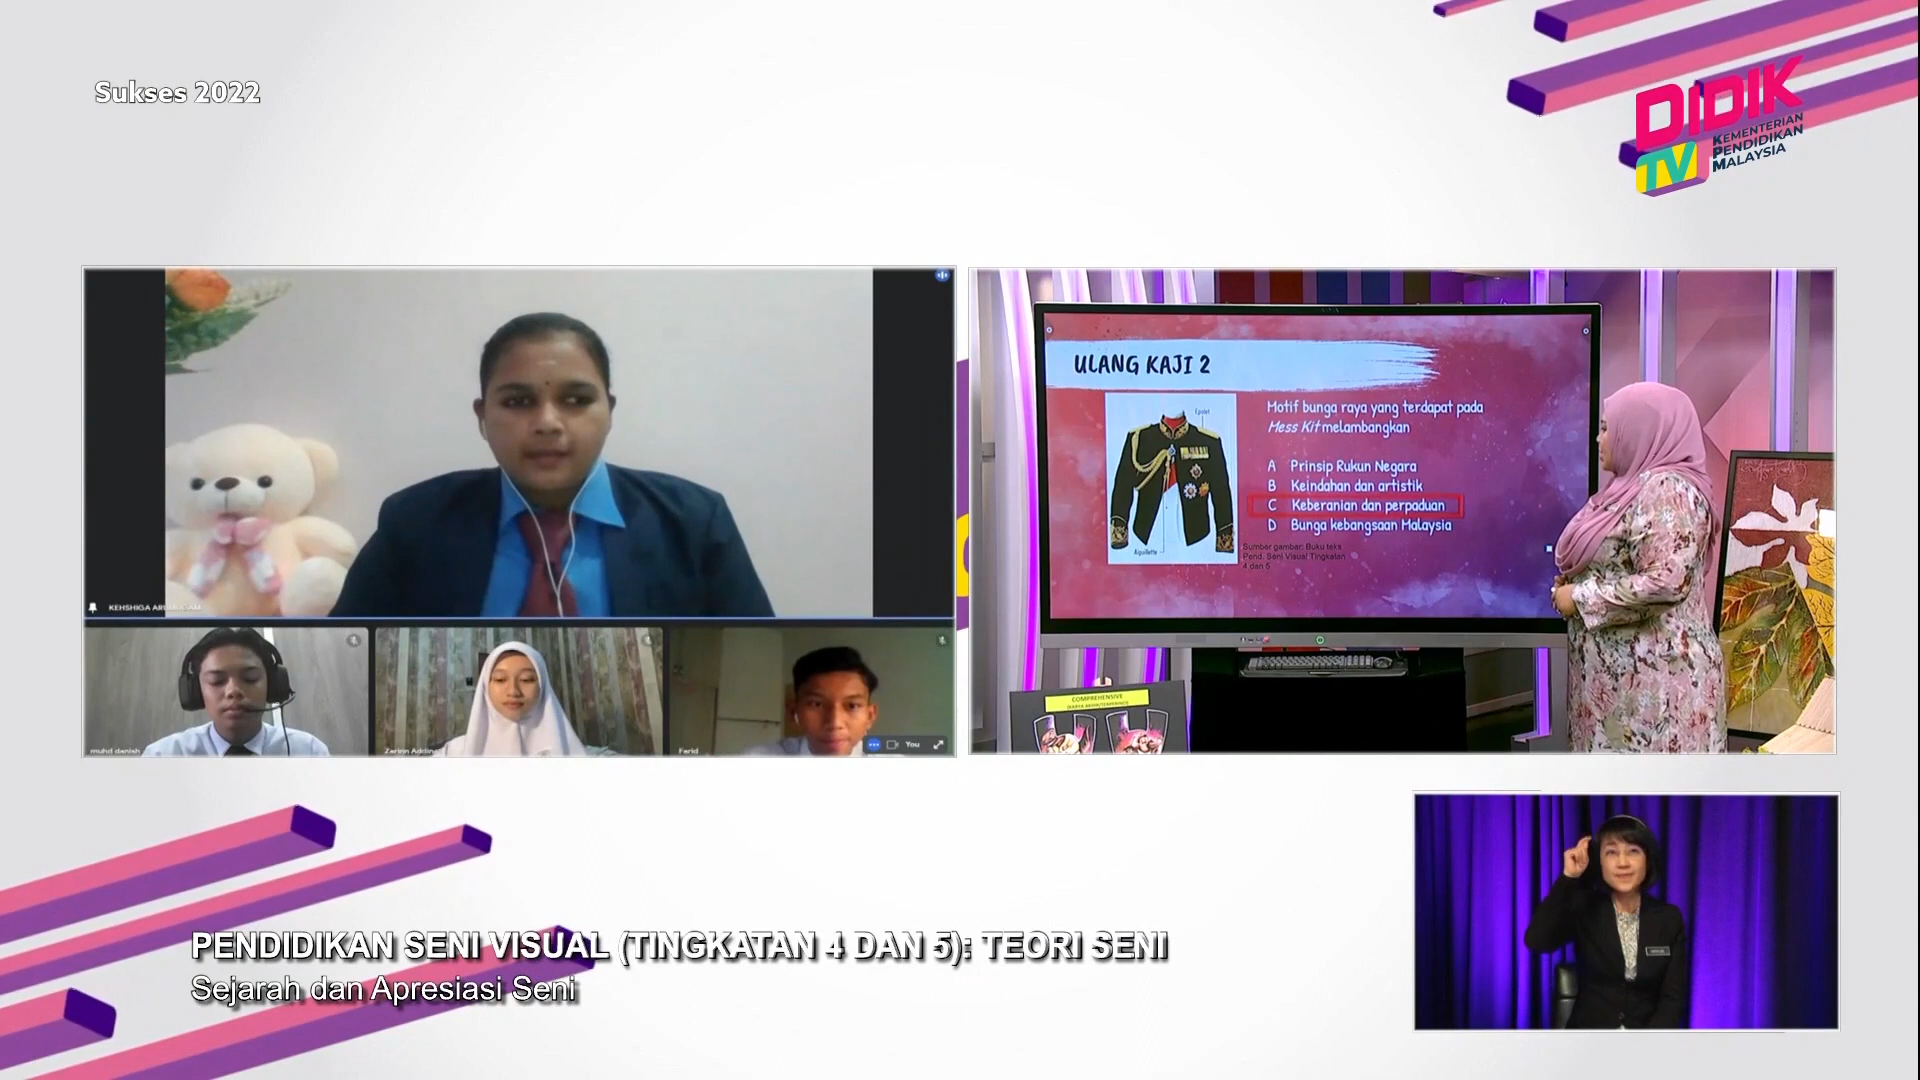 Sukses 2022
DIDIK
TV
KEMENTERIAN
PENDIDIKAN
MALAYSIA
KEHSHIGA
muhd danish
Farid
You
ULANG KAJI 2
Epolet
Aiguillette
Motif bunga raya yang terdapat pada
Mess Kit melambangkan
A Prinsip Rukun Negara
B Keindahan dan artistik
C Keberanian dan perpaduan
D Bunga kebangsaan Malaysia
Sumber gambar: Buku teks
Pend. Seni Visual Tingkatan
4 dan 5
COMPREHENSIVE
PENDIDIKAN SENI VISUAL (TINGKATAN 4 DAN 5): TEORI SENI
Sejarah dan Apresiasi Seni